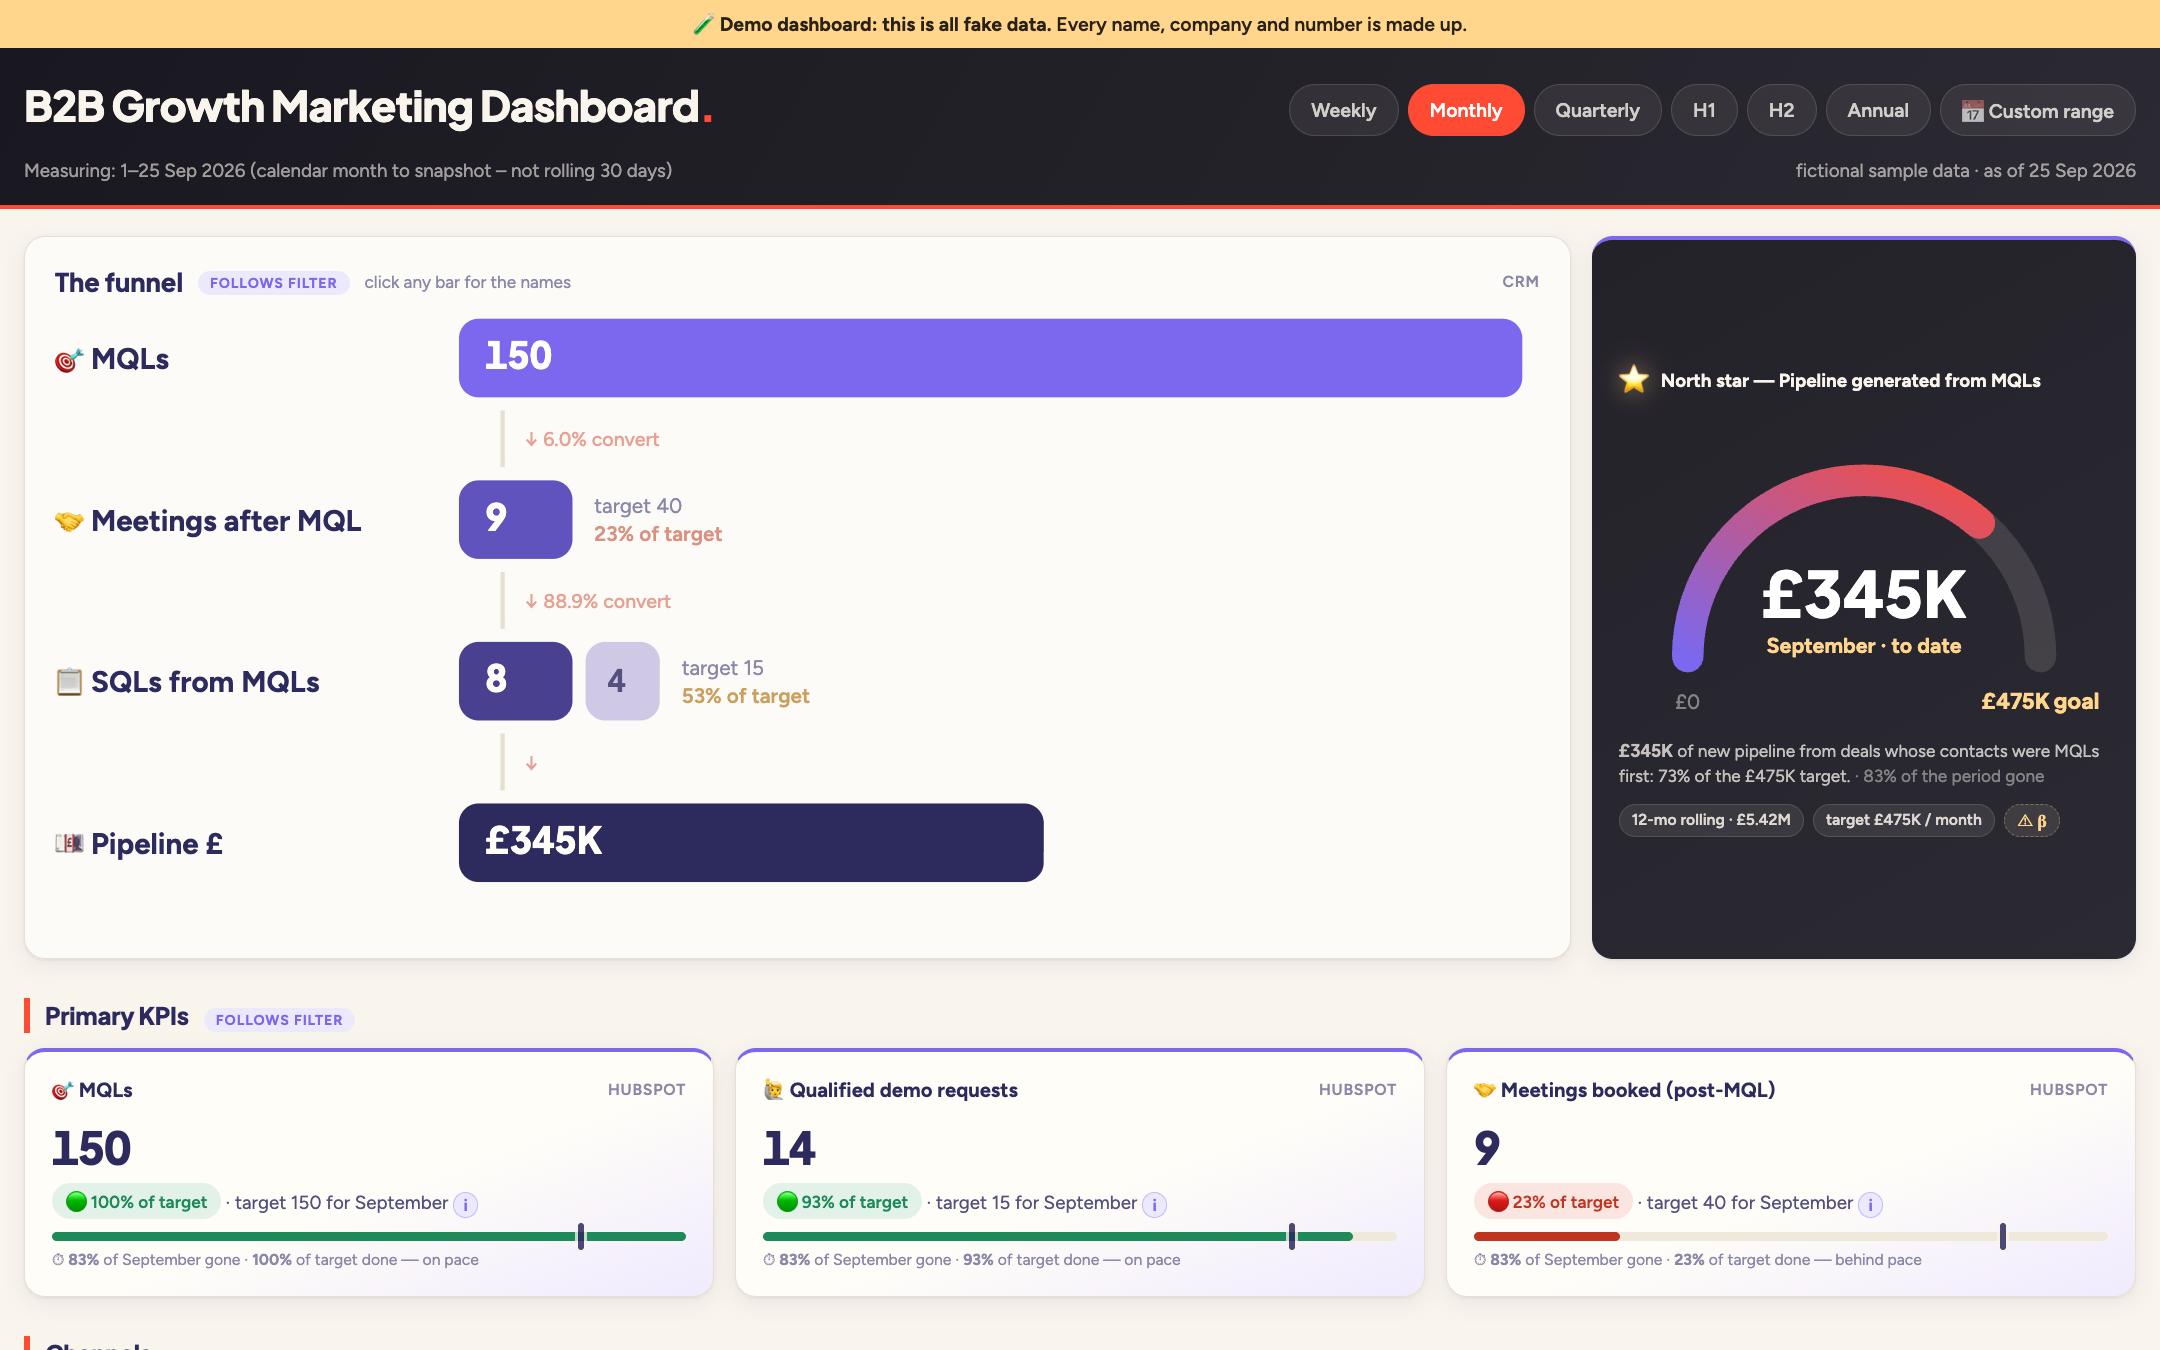 🧪 Demo dashboard: this is all fake data. Every name, company and number is made up.
B2B Growth Marketing Dashboard.
Weekly
Monthly
Quarterly
H1
H2
Annual
📅 Custom range
Measuring: 1–25 Sep 2026 (calendar month to snapshot – not rolling 30 days)
fictional sample data · as of 25 Sep 2026
The funnel
FOLLOWS FILTER
click any bar for the names
CRM
🎯 MQLs
150
↓ 6.0% convert
🤝 Meetings after MQL
9
target 40
23% of target
↓ 88.9% convert
📋 SQLs from MQLs
8
4
target 15
53% of target
↓
💷 Pipeline £
£345K
⭐ North star — Pipeline generated from MQLs
£345K
September · to date
£0
£475K goal
£345K of new pipeline from deals whose contacts were MQLs
first: 73% of the £475K target. · 83% of the period gone
12-mo rolling · £5.42M
target £475K / month
⚠ β
Primary KPIs
FOLLOWS FILTER
🎯 MQLs
HUBSPOT
150
🟢 100% of target · target 150 for September i
⏱ 83% of September gone · 100% of target done — on pace
🙋 Qualified demo requests
HUBSPOT
14
🟢 93% of target · target 15 for September i
⏱ 83% of September gone · 93% of target done — on pace
🤝 Meetings booked (post-MQL)
HUBSPOT
9
🔴 23% of target · target 40 for September i
⏱ 83% of September gone · 23% of target done — behind pace